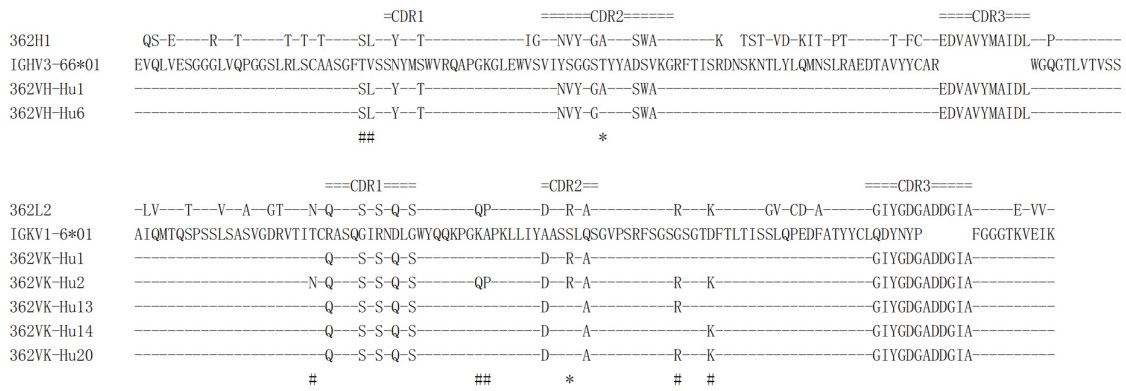 =CDR1 ======CDR2======= ====CDR3===
362H1 QS-E----R--T-----T-T-T----SL--Y--T------------IG--NVY-GA---SWA-------K--TST-VD-KIT-PT-----T-FC--EDVAVYMAIDL--P--------
IGHV3-66*01 EVQLVESGGGLVQPGGSLRLSCAASGFTVSSNYMSWVRQAPGKGLEWVSVIYSGGSTYYADSVKGRFTISRDNSKNTLYLQMNSLRAEDTAVYYCAR WGQGTLVTVSS
362VH-Hu1 ---------------------------SL--Y--T----------------NVY-GA---SWA----------------------------------EDVAVYMAIDL-----------
362VH-Hu6 ---------------------------SL--Y--T----------------NVY-G----SWA----------------------------------EDVAVYMAIDL-----------
## *
===CDR1==== ==CDR2== ====CDR3=====
362L2 -LV---T---V--A--GT---N-Q---S-S-Q-S-------QP------D--R-A----------R---K------GV-CD-A------GIYGDGADDGIA-----E-VV-
IGKV1-6*01 AIQMTQSPSSLSASVGDRVTITCRASQGIRNDLGWYQQKPGKAPKLLIYAASSLQSGVPSRFSGSGSGTDFTLTISSLQPEDFATYYCLQDYNYP FGGGTKVEIK
362VK-Hu1 -----------------------Q---S-S-Q-S---------------D--R-A----------------------------------GIYGDGADDGIA----------
362VK-Hu2 ---------------------N-Q---S-S-Q-S-------QP------D--R-A----------R---K-------------------GIYGDGADDGIA----------
362VK-Hu13 -----------------------Q---S-S-Q-S---------------D----A----------R-----------------------GIYGDGADDGIA----------
362VK-Hu14 -----------------------Q---S-S-Q-S---------------D----A--------------K-------------------GIYGDGADDGIA----------
362VK-Hu20 -----------------------Q---S-S-Q-S---------------D----A----------R---K-------------------GIYGDGADDGIA----------
# ## * # #